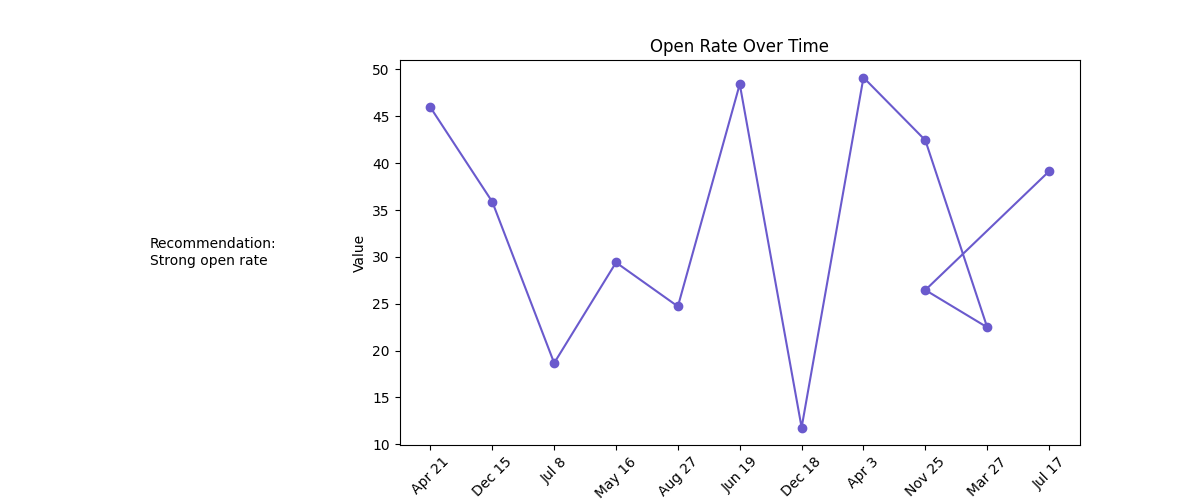 Open Rate Over Time
Recommendation:
Strong open rate
Value
50
45
40
35
30
25
20
15
10
Apr 21
Dec 15
Jul 8
May 16
Aug 27
Jun 19
Dec 18
Apr 3
Nov 25
Mar 27
Jul 17